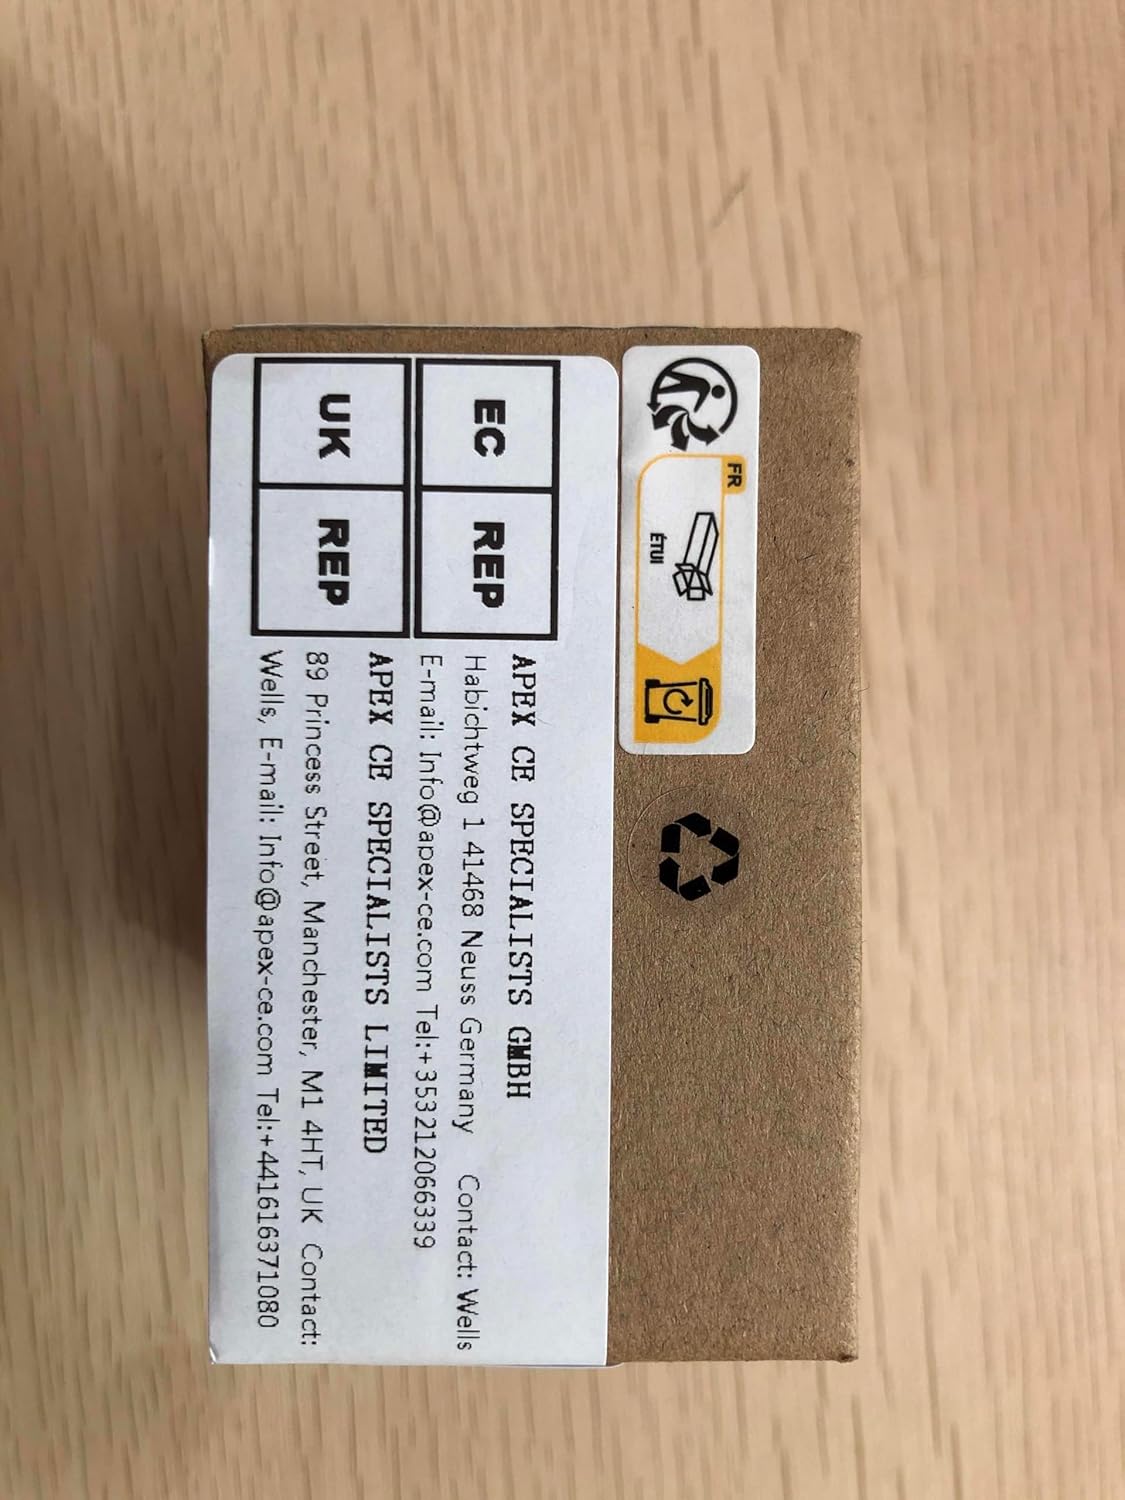 FR
ÉTUI
EC REP
APEX CE SPECIALISTS GMBH
Habichtweg 1 41468 Neuss Germany Contact: Wells
E-mail: Info@apex-ce.com Tel:+353212066339
UK REP
APEX CE SPECIALISTS LIMITED
89 Princess Street, Manchester, M1 4HT, UK Contact:
Wells, E-mail: Info@apex-ce.com Tel:+441616371080